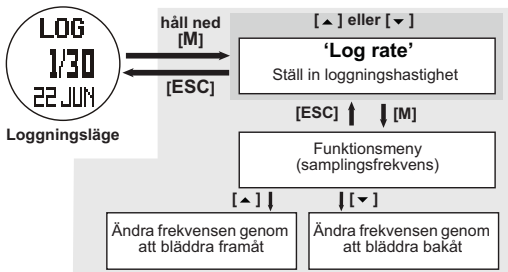 LOG
1/30
22 JUN
Loggningsläge
håll ned
[M]
[ESC]
[▲] eller [▼]
‘Log rate’
Ställ in loggningshastighet
[ESC] [M]
Funktionsmeny
(samplingsfrekvens)
[▲] [▼]
Ändra frekvensen genom
att bläddra framåt
Ändra frekvensen genom
att bläddra bakåt